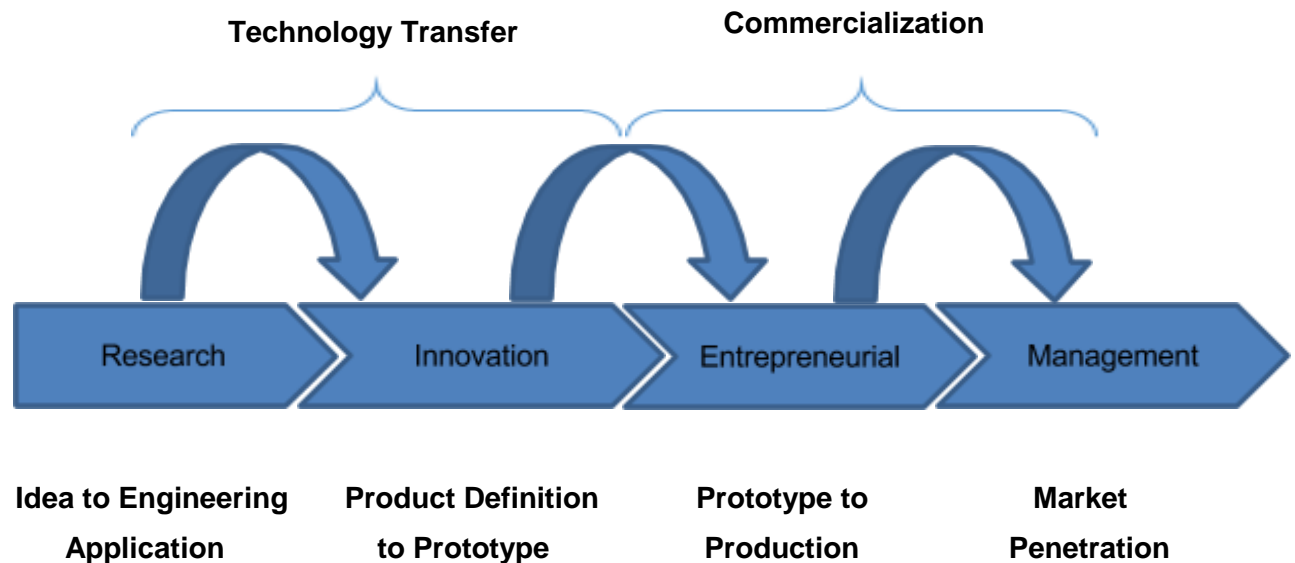 Technology Transfer
Commercialization
Research
Innovation
Entrepreneurial
Management
Idea to Engineering
Application
Product Definition
to Prototype
Prototype to
Production
Market
Penetration